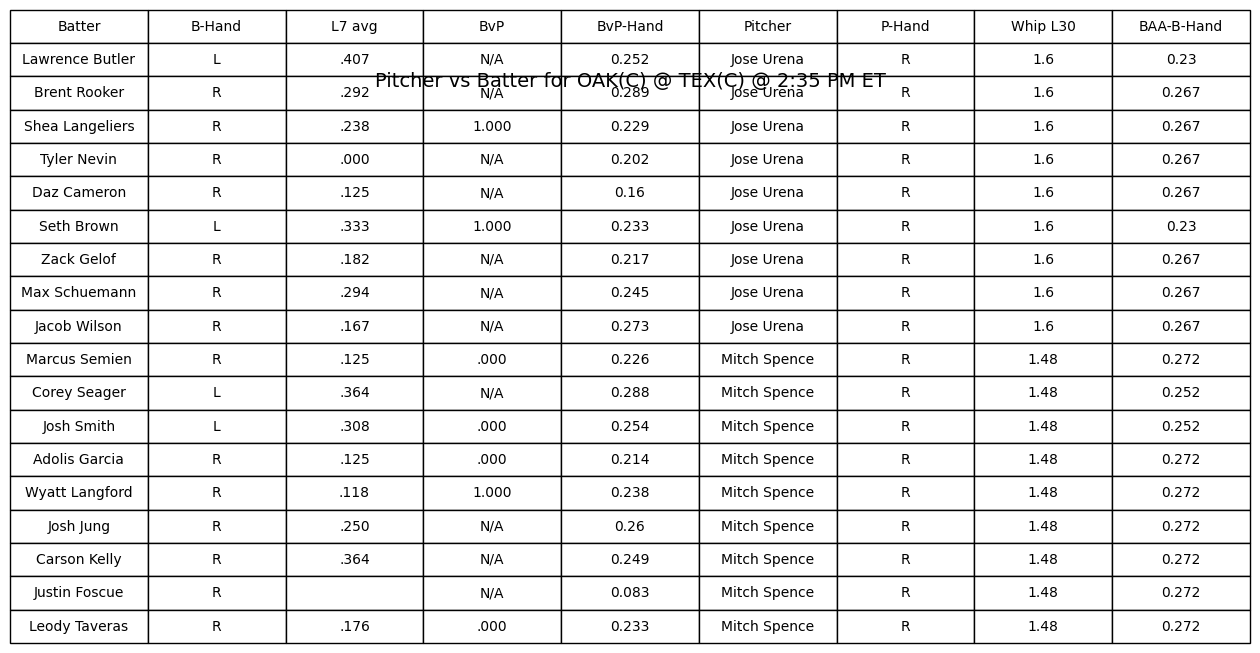 Batter B-Hand L7 avg BvP BvP-Hand Pitcher P-Hand Whip L30 BAA-B-Hand
Lawrence Butler L .407 N/A 0.252 Jose Urena R 1.6 0.23
Pitcher vs Batter for OAK(C) @ TEX(C) @ 2:35 PM ET
Brent Rooker R .292 N/A 0.289 Jose Urena R 1.6 0.267
Shea Langeliers R .238 1.000 0.229 Jose Urena R 1.6 0.267
Tyler Nevin R .000 N/A 0.202 Jose Urena R 1.6 0.267
Daz Cameron R .125 N/A 0.16 Jose Urena R 1.6 0.267
Seth Brown L .333 1.000 0.233 Jose Urena R 1.6 0.23
Zack Gelof R .182 N/A 0.217 Jose Urena R 1.6 0.267
Max Schuemann R .294 N/A 0.245 Jose Urena R 1.6 0.267
Jacob Wilson R .167 N/A 0.273 Jose Urena R 1.6 0.267
Marcus Semien R .125 .000 0.226 Mitch Spence R 1.48 0.272
Corey Seager L .364 N/A 0.288 Mitch Spence R 1.48 0.252
Josh Smith L .308 .000 0.254 Mitch Spence R 1.48 0.252
Adolis Garcia R .125 .000 0.214 Mitch Spence R 1.48 0.272
Wyatt Langford R .118 1.000 0.238 Mitch Spence R 1.48 0.272
Josh Jung R .250 N/A 0.26 Mitch Spence R 1.48 0.272
Carson Kelly R .364 N/A 0.249 Mitch Spence R 1.48 0.272
Justin Foscue R N/A 0.083 Mitch Spence R 1.48 0.272
Leody Taveras R .176 .000 0.233 Mitch Spence R 1.48 0.272